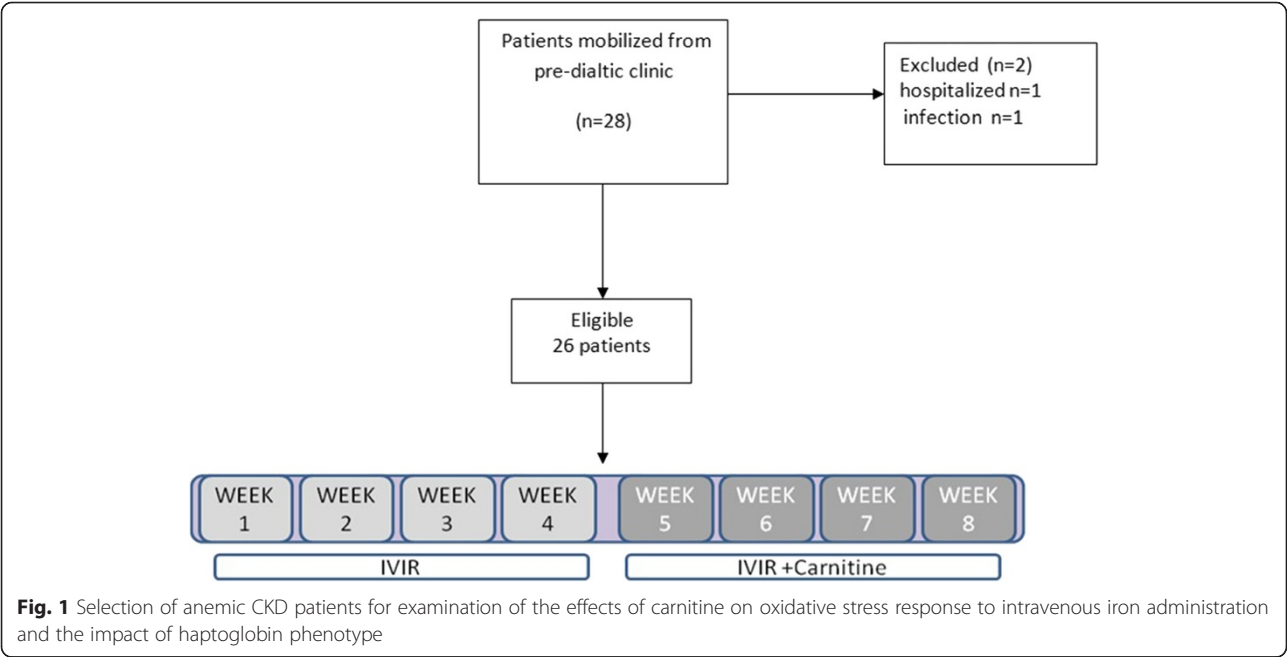 Patients mobilized from
pre-dialtic clinic
(n=28)
Excluded (n=2)
hospitalized n=1
infection n=1
Eligible
26 patients
WEEK
1
WEEK
2
WEEK
3
WEEK
4
WEEK
5
WEEK
6
WEEK
7
WEEK
8
IVIR
IVIR +Carnitine
Fig. 1 Selection of anemic CKD patients for examination of the effects of carnitine on oxidative stress response to intravenous iron administration
and the impact of haptoglobin phenotype